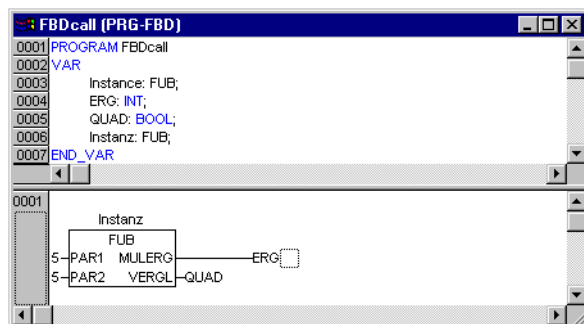 FBDcall (PRG-FBD)
0001 PROGRAM FBDcall
0002 VAR
0003 Instance: FUB;
0004 ERG: INT;
0005 QUAD: BOOL;
0006 Instanz: FUB;
0007 END_VAR
0001
Instanz
FUB
5 PAR1 MULERG ERG
5 PAR2 VERGL QUAD